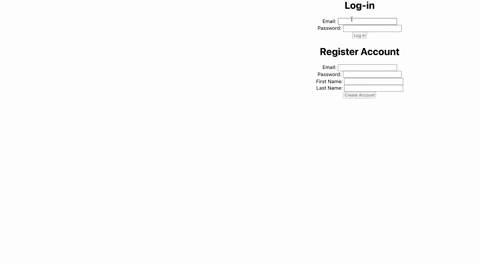 Log-in
Email:
Password:
Log in
Register Account
Email:
Password:
First Name:
Last Name:
Create Account